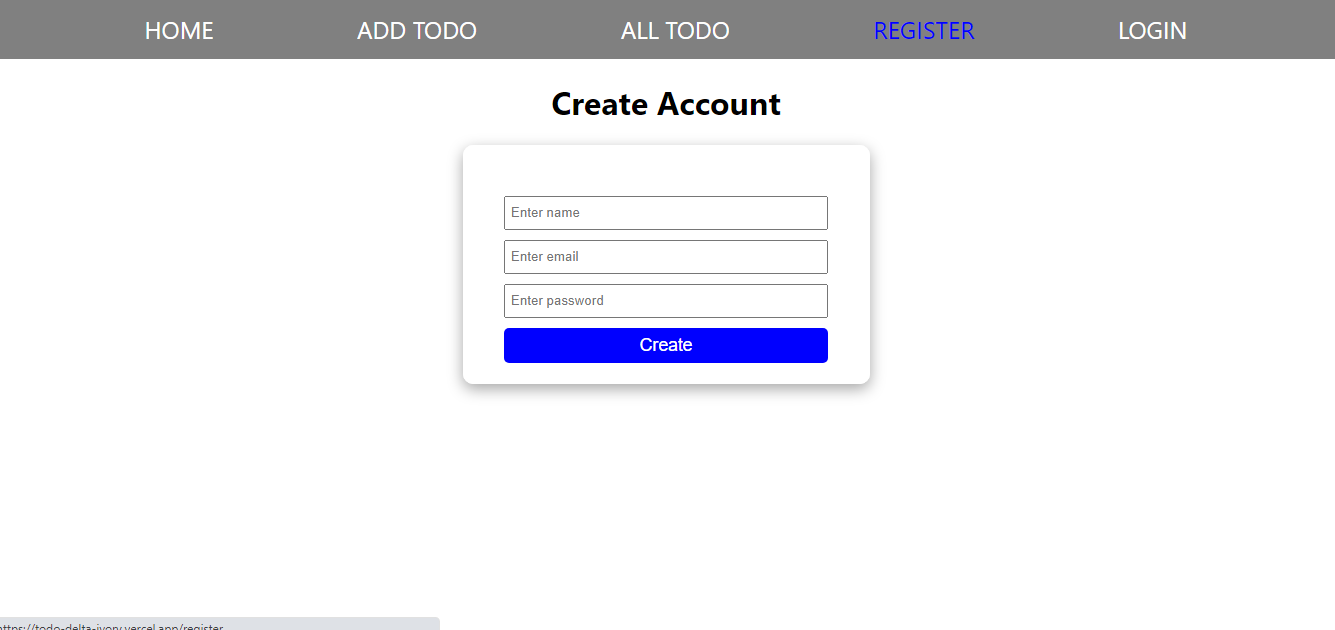 HOME ADD TODO ALL TODO REGISTER LOGIN
Create Account
Enter name
Enter email
Enter password
Create
https://todo-delta-ivory.vercel.app/register